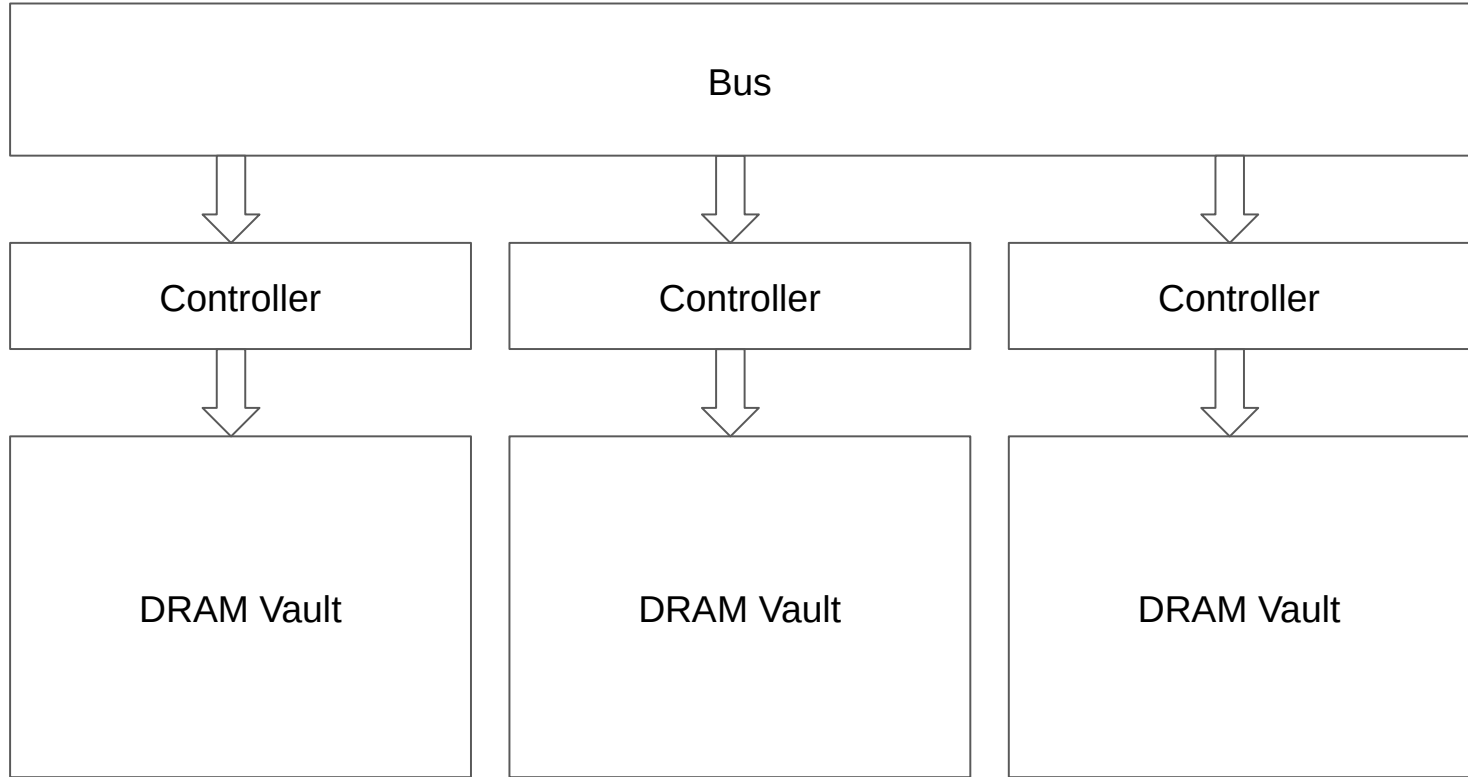 Bus
Controller
Controller
Controller
DRAM Vault
DRAM Vault
DRAM Vault